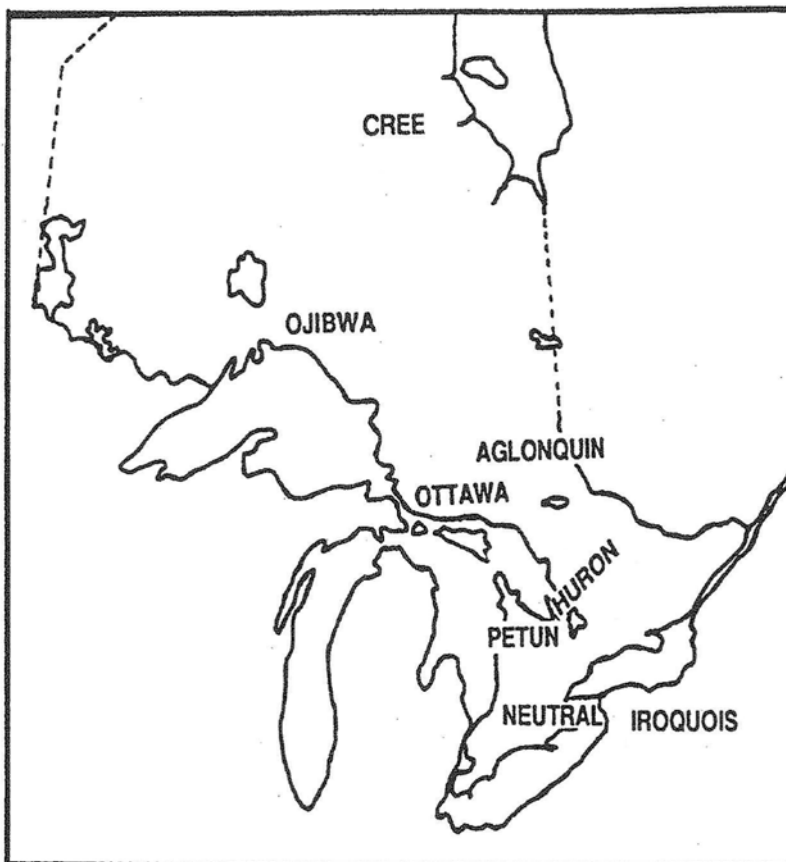 CREE
OJIBWA
AGLONQUIN
OTTAWA
HURON
PETUN
NEUTRAL
IROQUOIS